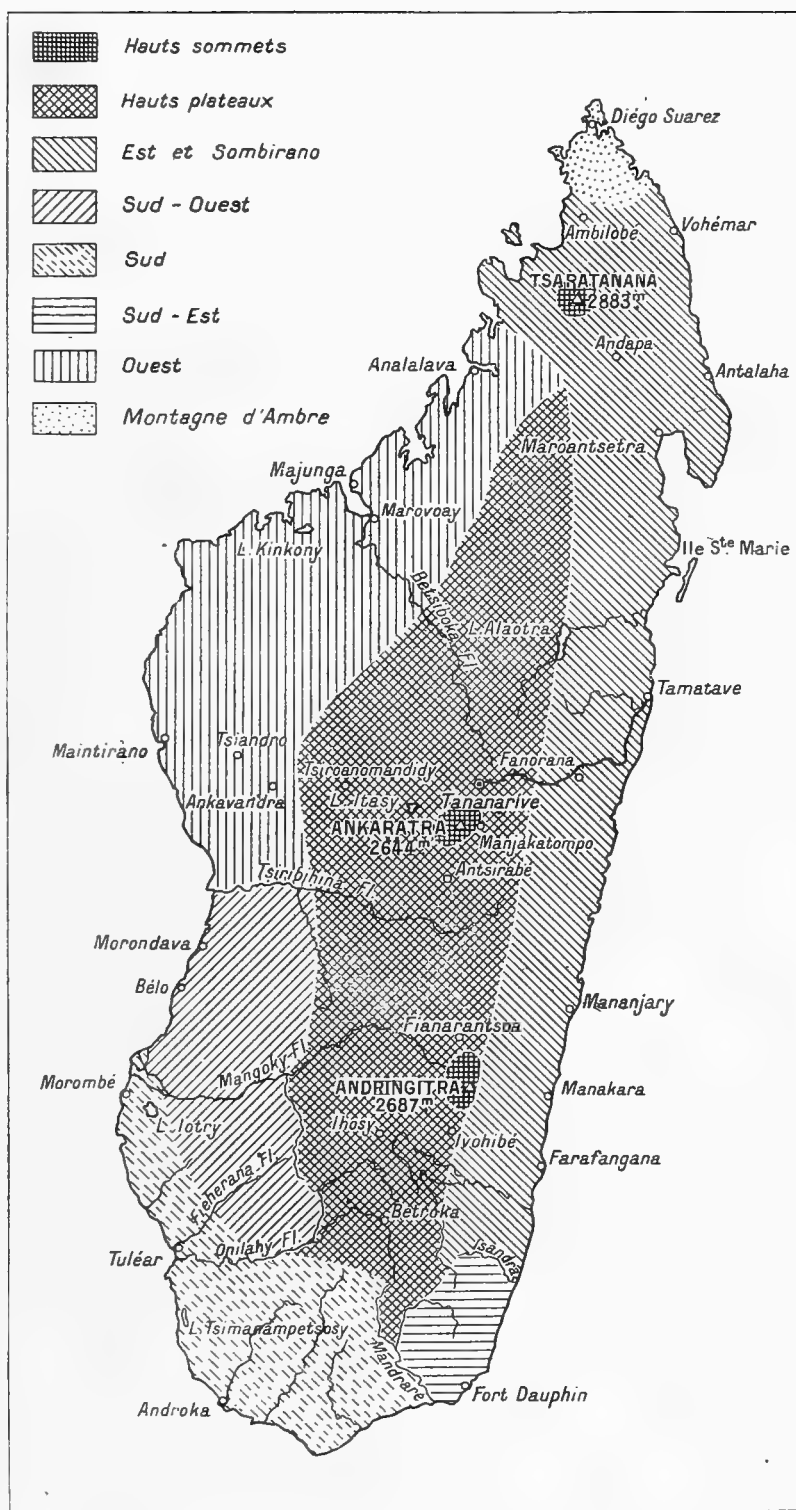 Hauts sommets
Hauts plateaux
Est et Sombirano
Sud - Ouest
Sud
Sud - Est
Ouest
Montagne d'Ambre
Diégo Suarez
Ambilobé
Vohémar
TSARATANANA
2883m
Andapa
Analalava
Antalaha
Maroantsetra
Majunga
Marovoay
L. Kinkony
Ile Ste Marie
Betsiboka Fl.
L. Alaotra
Tamatave
Maintirano
Tsiandro
Fanorana
Tsiroanomandidy
Ankavandra
L. Itasy
Tananarive
ANKARATRA
2644m
Manjakatompo
Antsirabé
Tsiribihina Fl.
Morondava
Bélo
Mananjary
Fianarantsoa
Mangoky Fl.
Morombé
ANDRINGITRA
2687m
Manakara
L. Iotry
Ihosy
Ivohibé
Farafangana
Fieherana Fl.
Betroka
Onilahy Fl.
Isandra
Tuléar
L. Tsimanampetsosy
Mandrare
Fort Dauphin
Androka